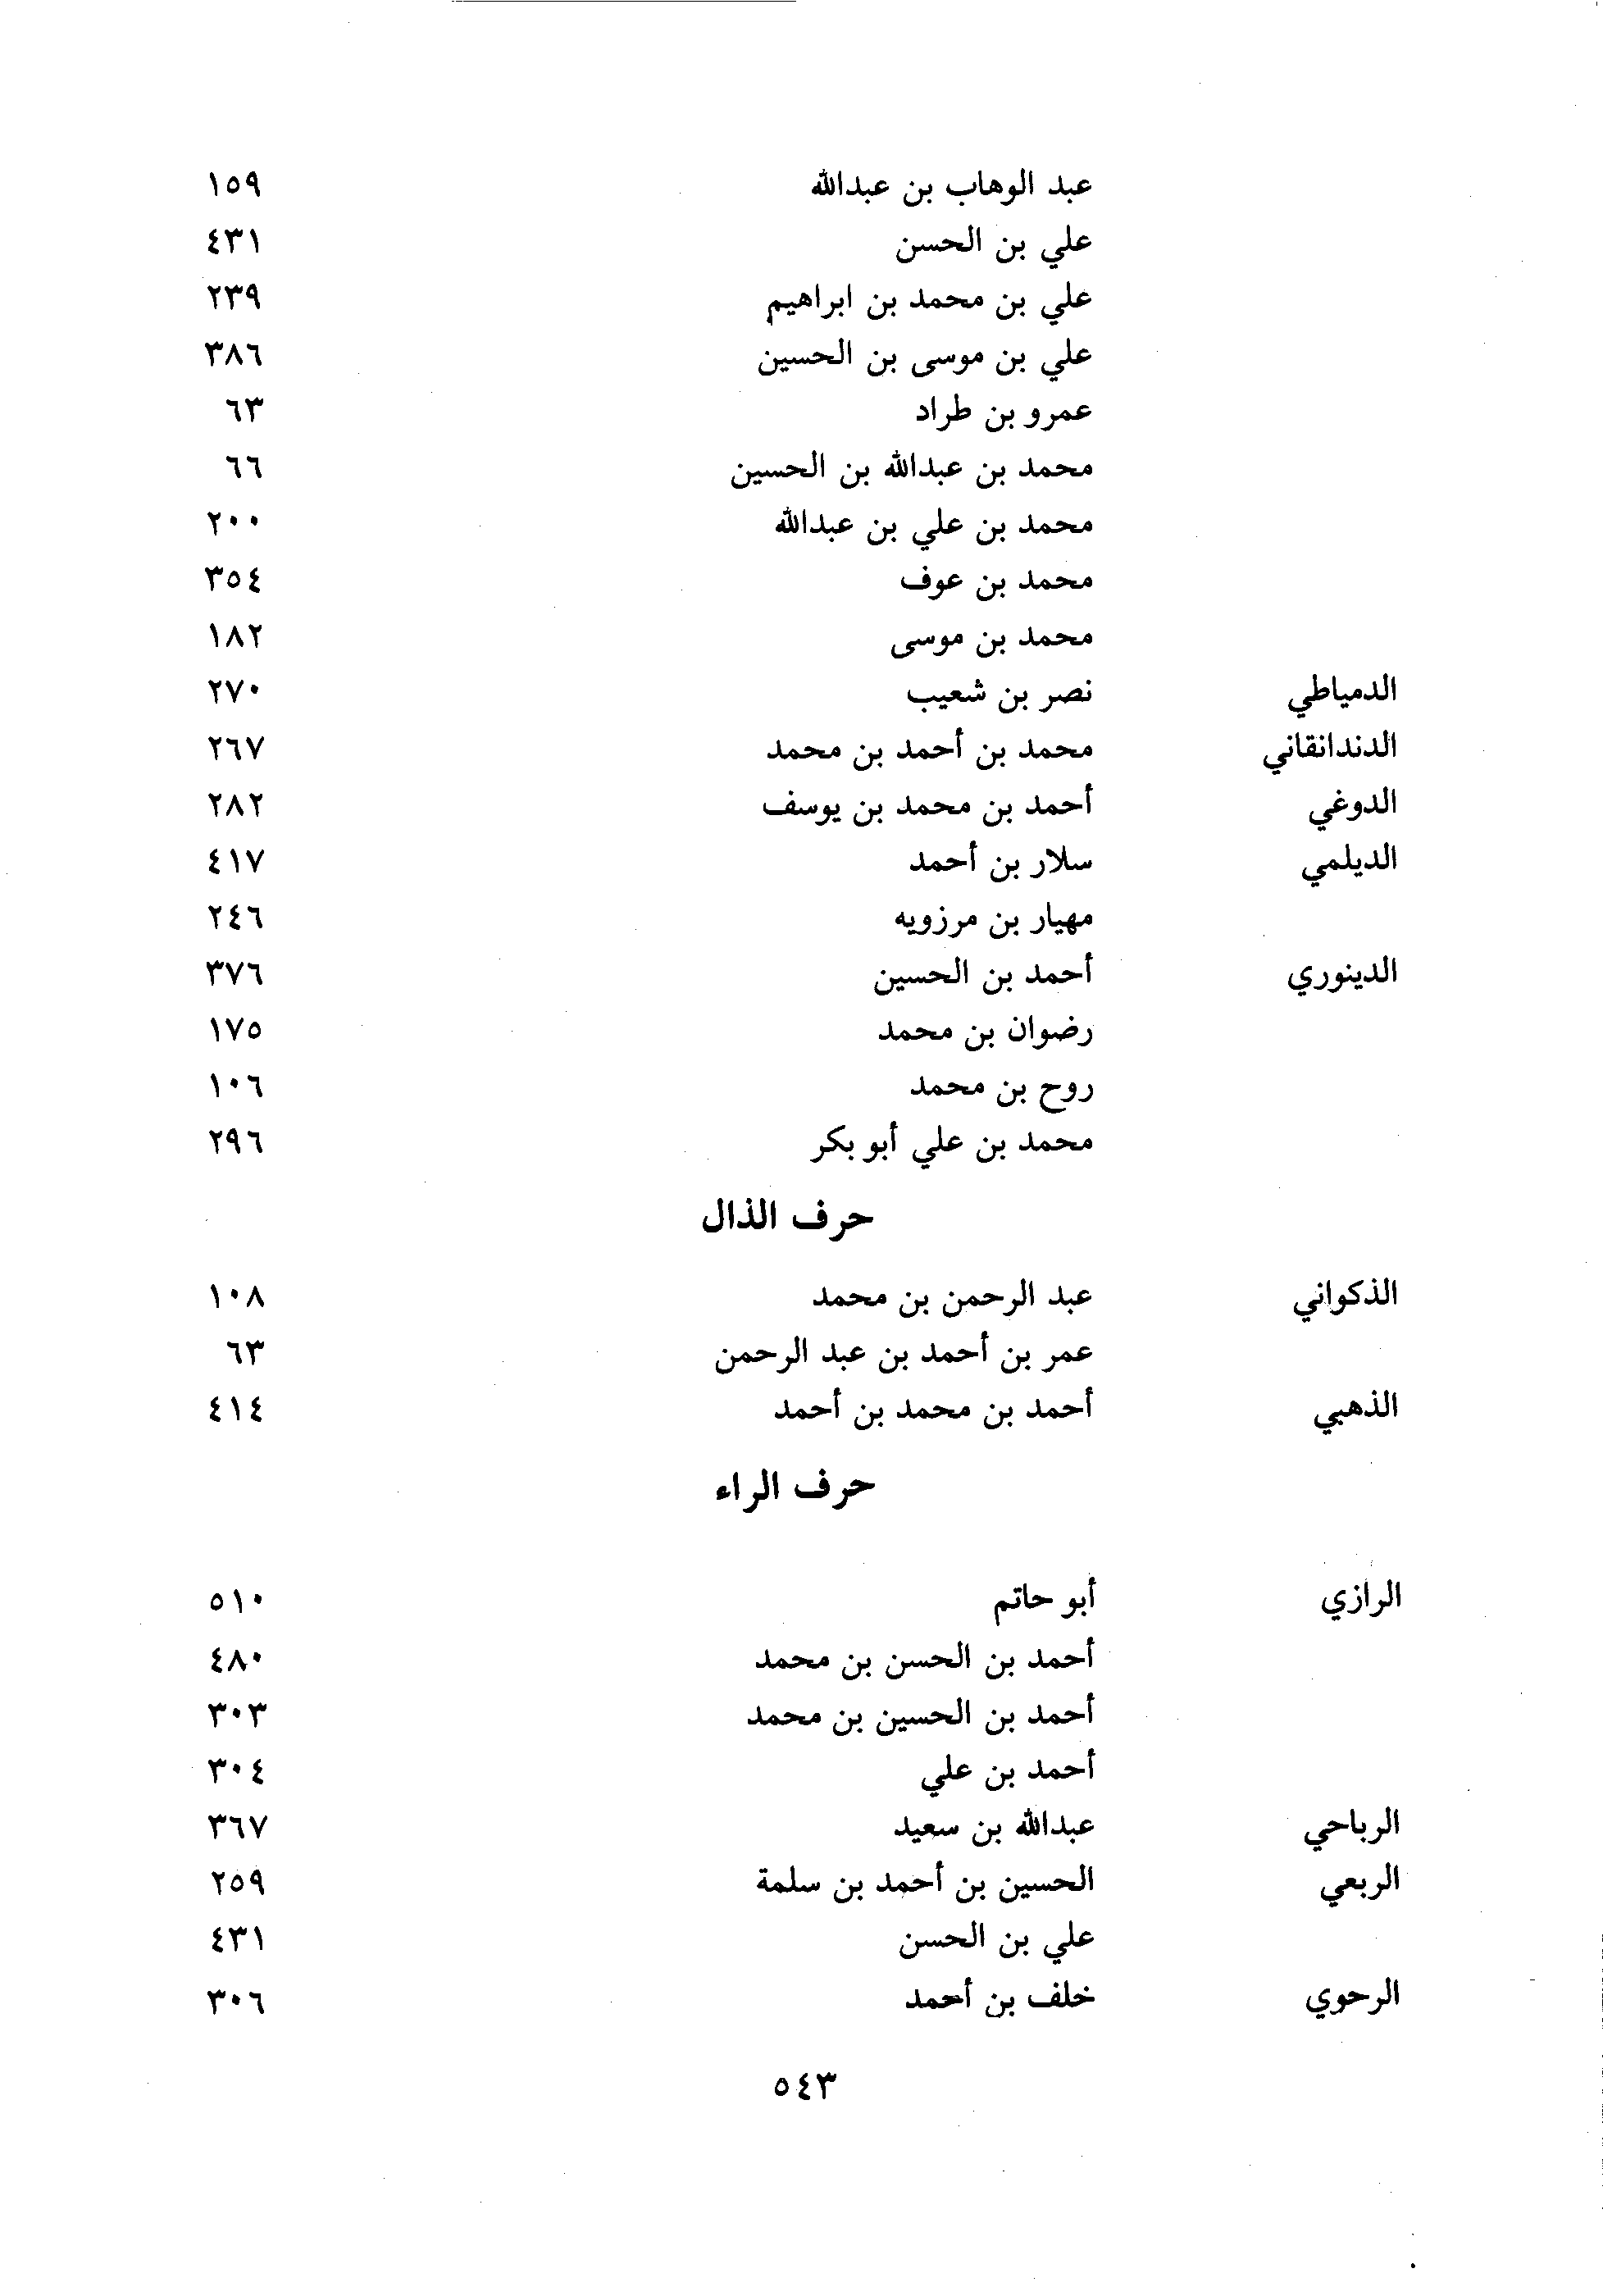 عبد الوهاب بن عبدالله ١٥٩
علي بن الحسن ٤٣١
علي بن محمد بن ابراهيم ٢٣٩
علي بن موسى بن الحسين ٣٨٦
عمرو بن طراد ٦٣
محمد بن عبدالله بن الحسين ٦٦
محمد بن علي بن عبدالله ٢٠٠
محمد بن عوف ٣٥٤
محمد بن موسى ١٨٢
الدمياطي نصر بن شعيب ٢٧٠
الدندانقاني محمد بن أحمد بن محمد ٢٦٧
الدوغي أحمد بن محمد بن يوسف ٢٨٢
الديلمي سلار بن أحمد ٤١٧
مهيار بن مرزويه ٢٤٦
الدينوري أحمد بن الحسين ٣٧٦
رضوان بن محمد ١٧٥
روح بن محمد ١٠٦
محمد بن علي أبو بكر ٢٩٦
حرف الذال
الذكواني عبد الرحمن بن محمد ١٠٨
عمر بن أحمد بن عبد الرحمن ٦٣
الذهبي أحمد بن محمد بن أحمد ٤١٤
حرف الراء
الرازي أبو حاتم ٥١٠
أحمد بن الحسن بن محمد ٤٨٠
أحمد بن الحسين بن محمد ٣٠٣
أحمد بن علي ٣٠٤
الرباحي عبدالله بن سعيد ٣٦٧
الربعي الحسين بن أحمد بن سلمة ٢٥٩
علي بن الحسن ٤٣١
الرحوي خلف بن أحمد ٣٠٦
٥٤٣